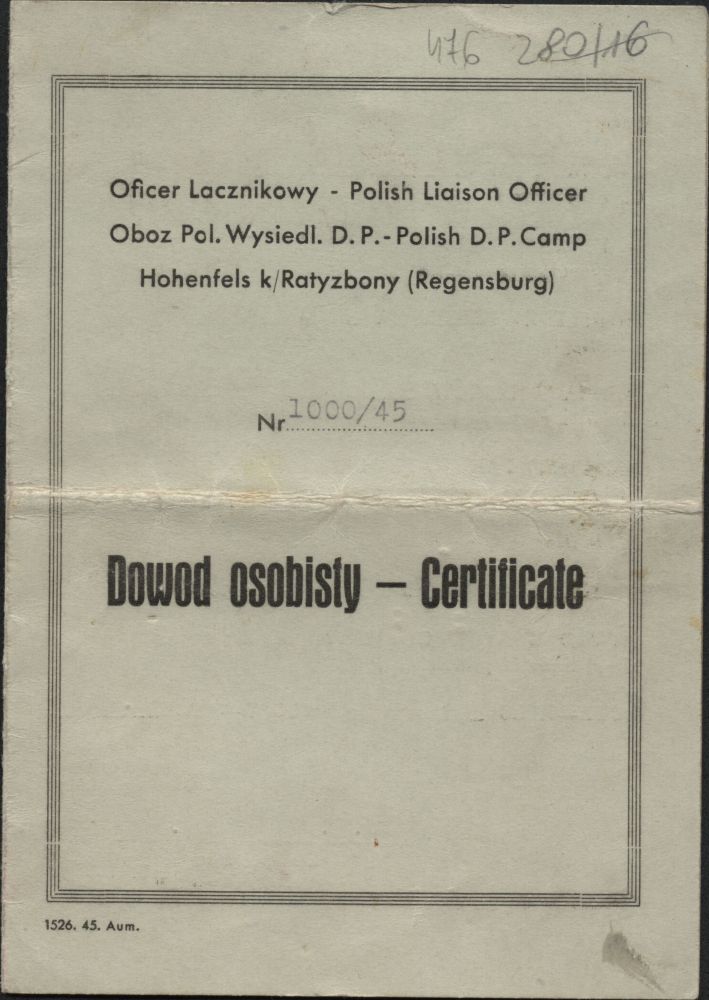 476 280/16
Oficer Lacznikowy - Polish Liaison Officer
Oboz Pol. Wysiedl. D. P. - Polish D. P. Camp
Hohenfels k/Ratyzbony (Regensburg)
Nr 1000/45
Dowod osobisty — Certificate
1526. 45. Aum.